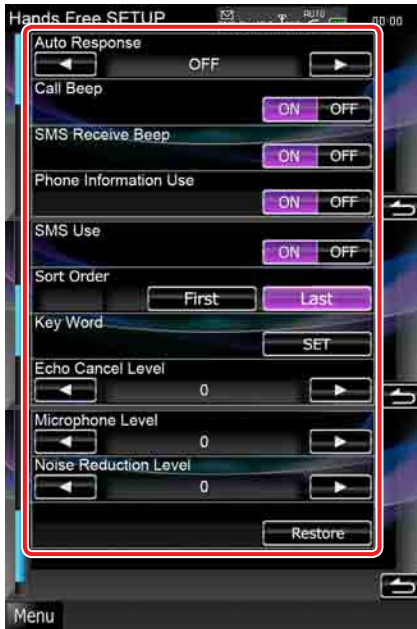 Hands Free SETUP
AUTO
00:00
Auto Response
OFF
Call Beep
ON OFF
SMS Receive Beep
ON OFF
Phone Information Use
ON OFF
SMS Use
ON OFF
Sort Order
First Last
Key Word
SET
Echo Cancel Level
0
Microphone Level
0
Noise Reduction Level
0
Restore
Menu